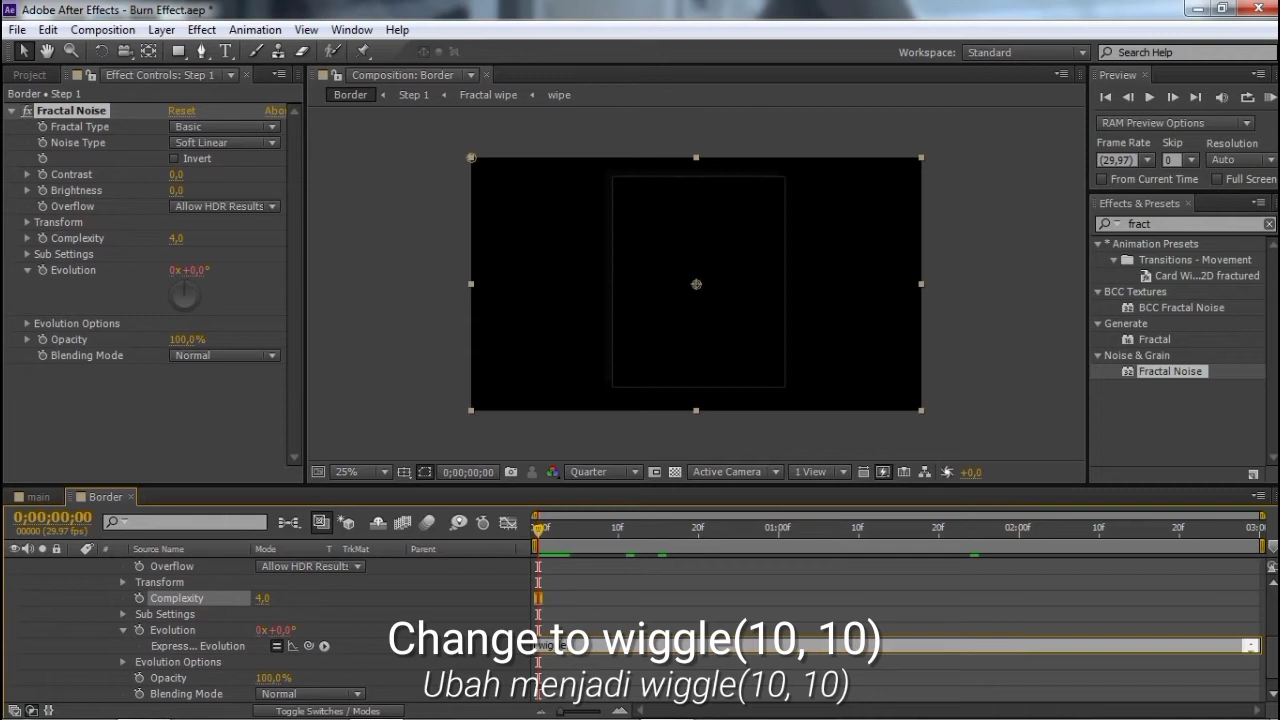 Adobe After Effects - Burn Effect.aep *
File Edit Composition Layer Effect Animation View Window Help
Workspace: Standard Search Help
Project Effect Controls: Step 1 Composition: Border Preview
Border • Step 1
Border Step 1 Fractal wipe wipe
fx Fractal Noise Reset Abo
Fractal Type Basic
Noise Type Soft Linear
Invert
Contrast 0,0
Brightness 0,0
Overflow Allow HDR Results
Transform
Complexity 4,0
Sub Settings
Evolution 0x+0,0°
Evolution Options
Opacity 100,0%
Blending Mode Normal
RAM Preview Options
Frame Rate Skip Resolution
(29,97) 0 Auto
From Current Time Full Screen
Effects & Presets
fract
* Animation Presets
Transitions - Movement
Card Wi...2D fractured
BCC Textures
BCC Fractal Noise
Generate
Fractal
Noise & Grain
Fractal Noise
25% 0;00;00;00 Quarter Active Camera 1 View +0,0
main Border
0;00;00;00
00000 (29.97 fps)
10f 20f 01:00f 10f 20f 02:00f 10f 20f 03:0
# Source Name Mode T TrkMat Parent
Overflow Allow HDR Results
Transform
Complexity 4,0
Sub Settings
Evolution 0x+0,0°
Express... Evolution
Evolution Options
Opacity 100,0%
Blending Mode Normal
Toggle Switches / Modes
Change to wiggle(10, 10)
Ubah menjadi wiggle(10, 10)